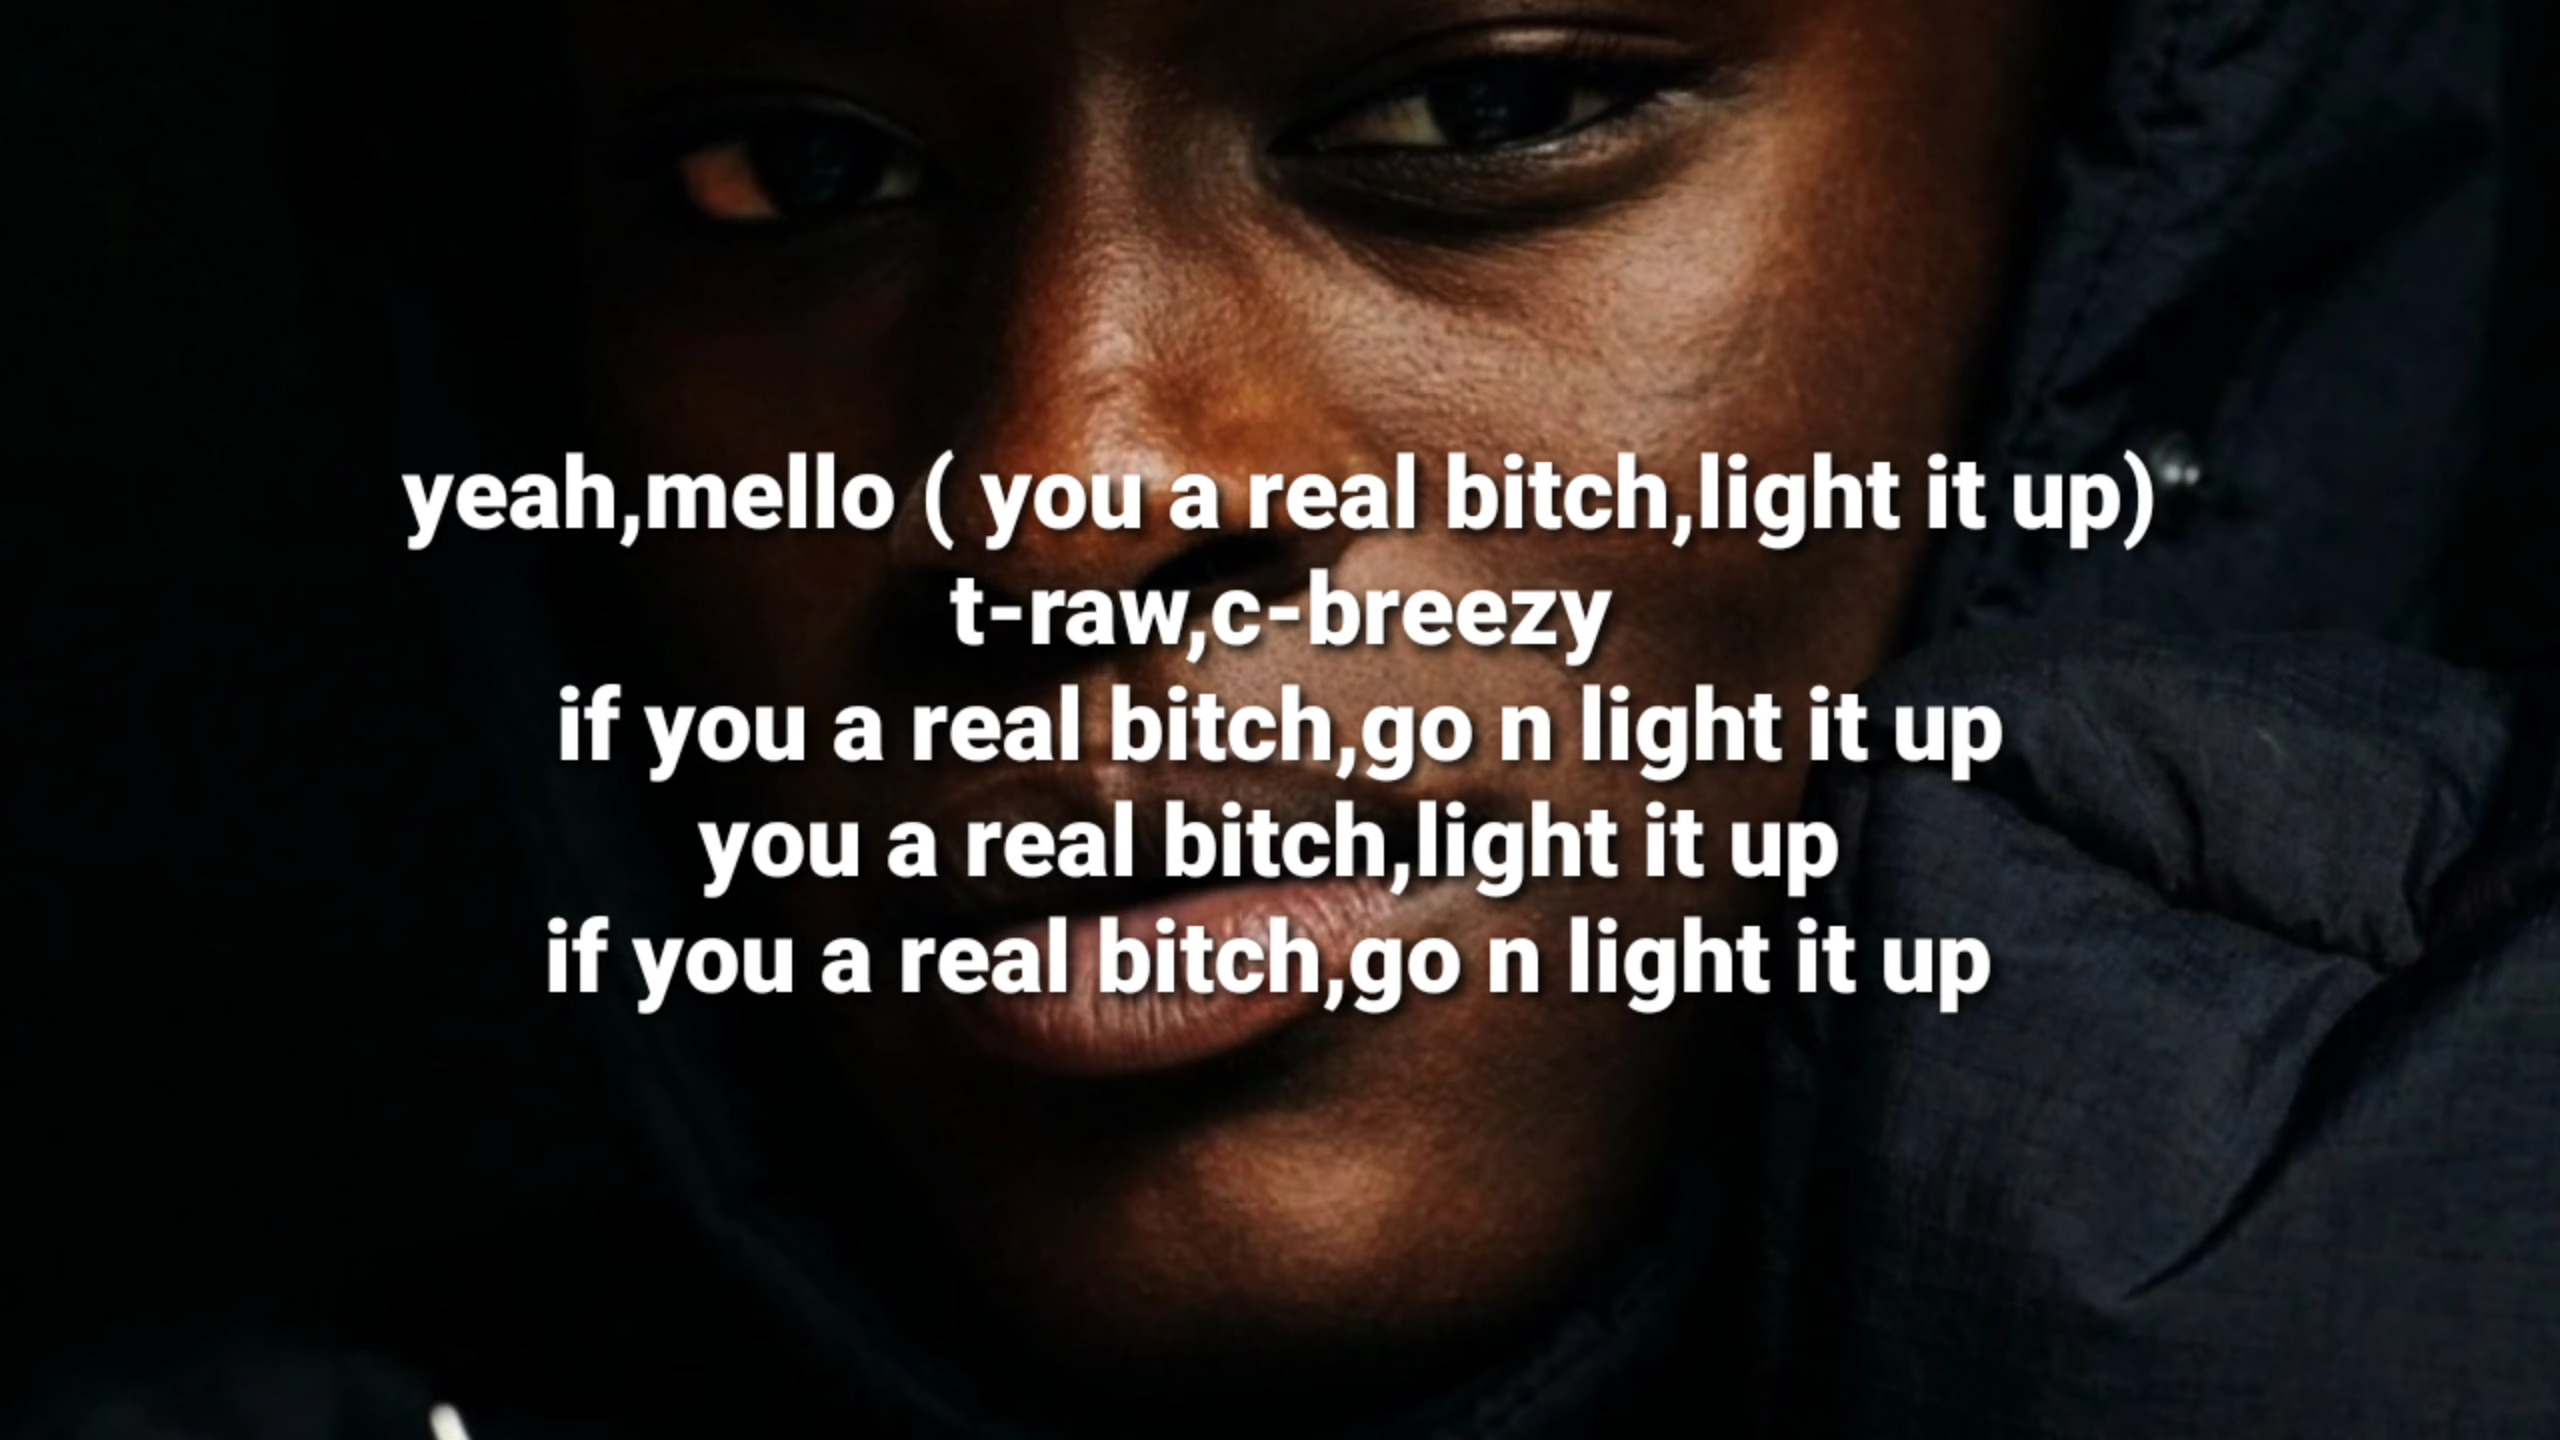 yeah,mello ( you a real bitch,light it up)
t-raw,c-breezy
if you a real bitch,go n light it up
you a real bitch,light it up
if you a real bitch,go n light it up